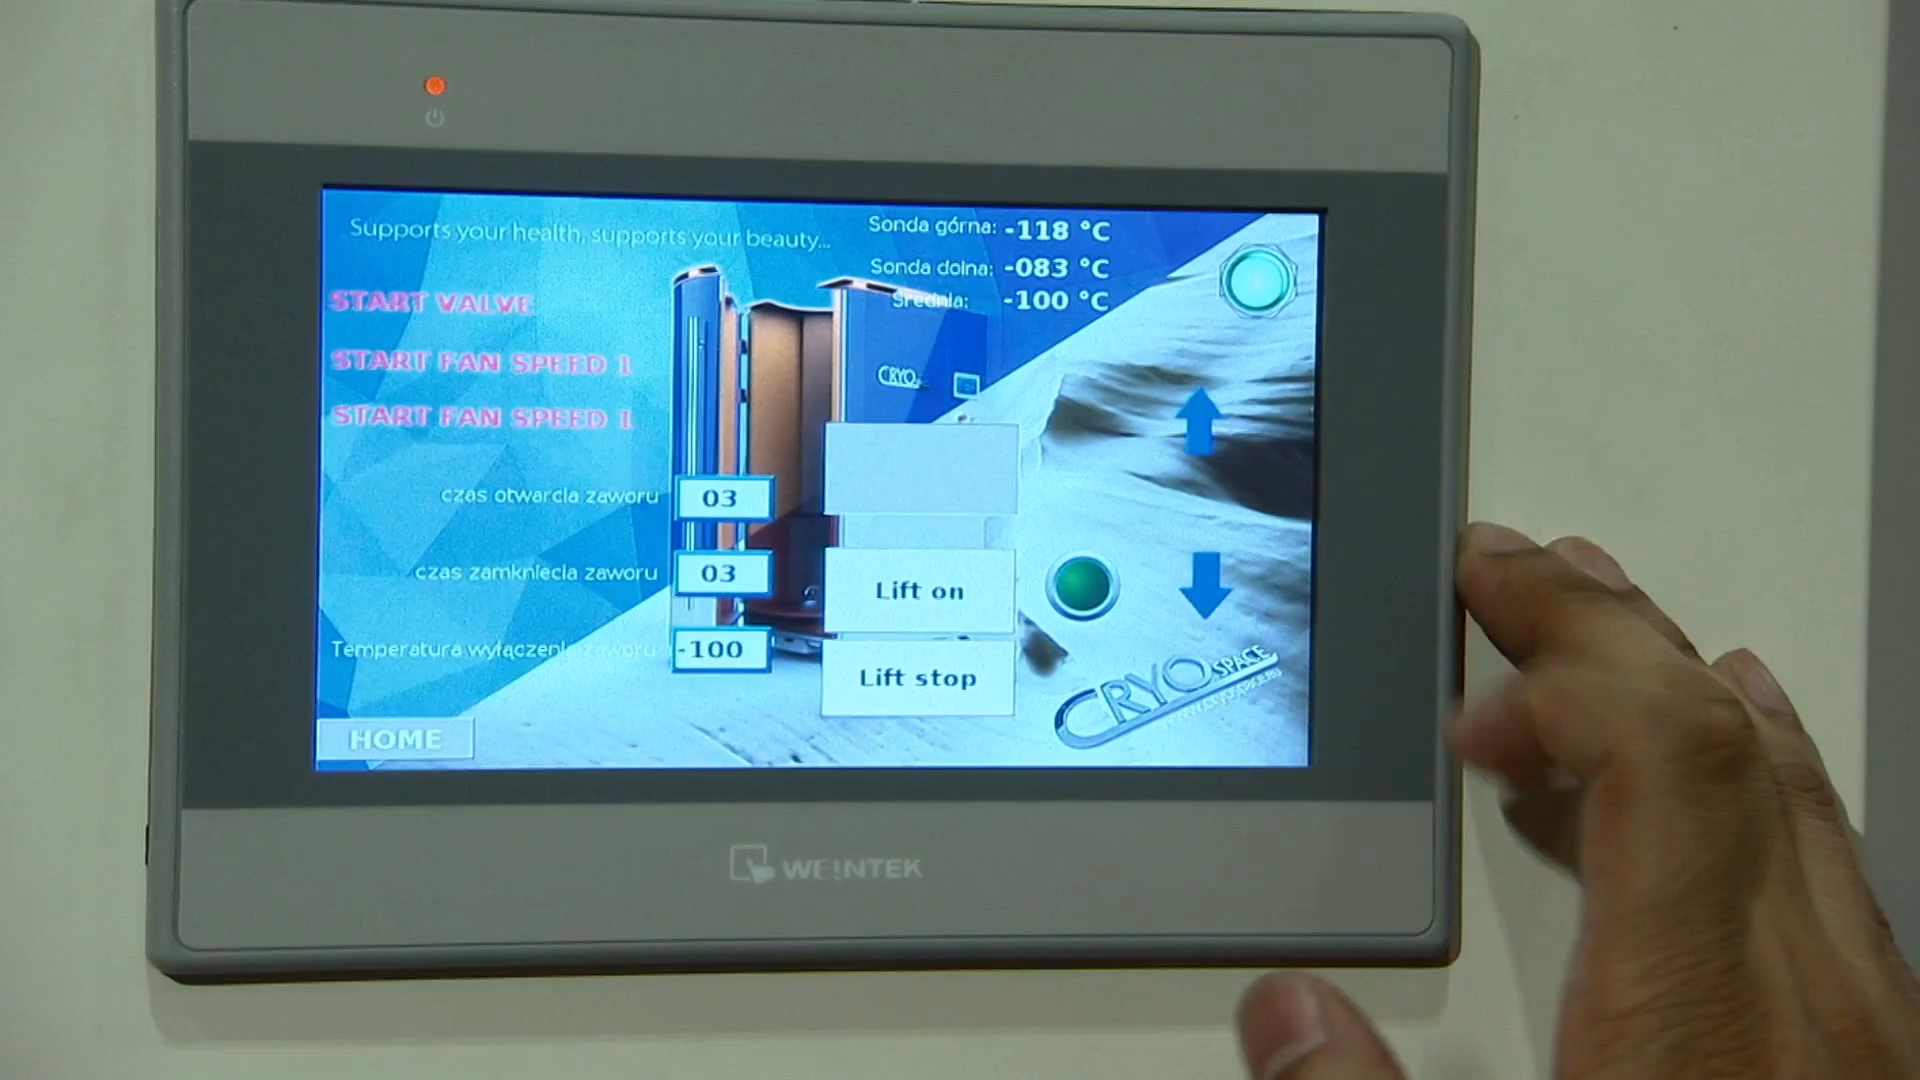 Supports your health, supports your beauty...
Sonda górna: -118 °C
Sonda dolna: -083 °C
Średnia: -100 °C
START VALVE
START FAN SPEED 1
START FAN SPEED 1
CRYO
czas otwarcia zaworu 03
czas zamkniecia zaworu 03
Temperatura wyłączenia zaworu -100
Lift on
Lift stop
CRYO SPACE
HOME
WEINTEK